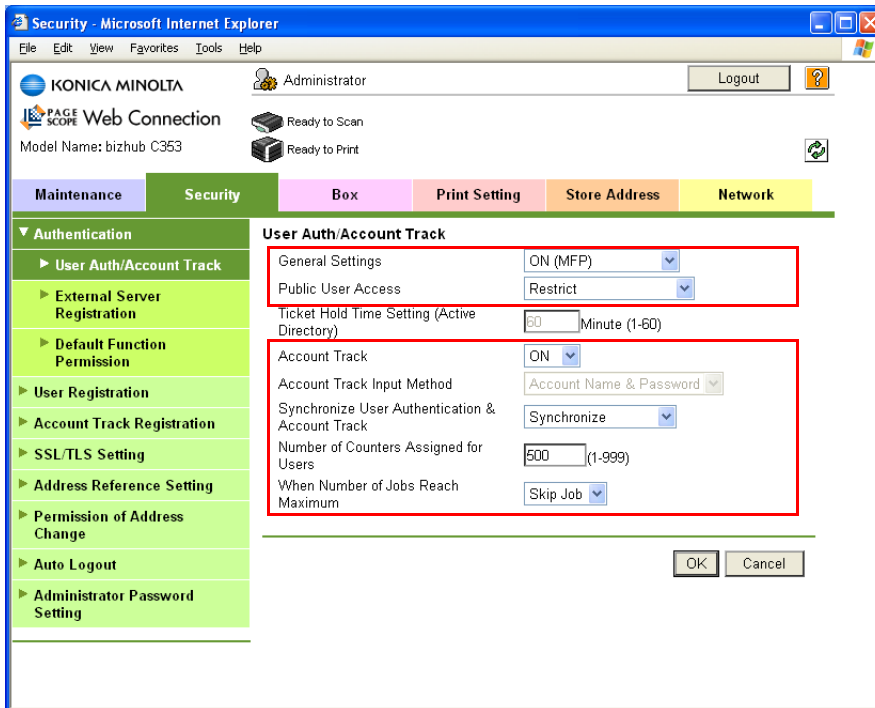 Security - Microsoft Internet Explorer
File Edit View Favorites Tools Help
KONICA MINOLTA
Administrator
Logout
?
PAGE SCOPE Web Connection
Ready to Scan
Model Name: bizhub C353
Ready to Print
Maintenance Security Box Print Setting Store Address Network
Authentication
User Auth/Account Track
External Server
Registration
Default Function
Permission
User Registration
Account Track Registration
SSL/TLS Setting
Address Reference Setting
Permission of Address
Change
Auto Logout
Administrator Password
Setting
User Auth/Account Track
General Settings ON (MFP)
Public User Access Restrict
Ticket Hold Time Setting (Active
Directory) 60 Minute (1-60)
Account Track ON
Account Track Input Method Account Name & Password
Synchronize User Authentication &
Account Track Synchronize
Number of Counters Assigned for
Users 500 (1-999)
When Number of Jobs Reach
Maximum Skip Job
OK Cancel